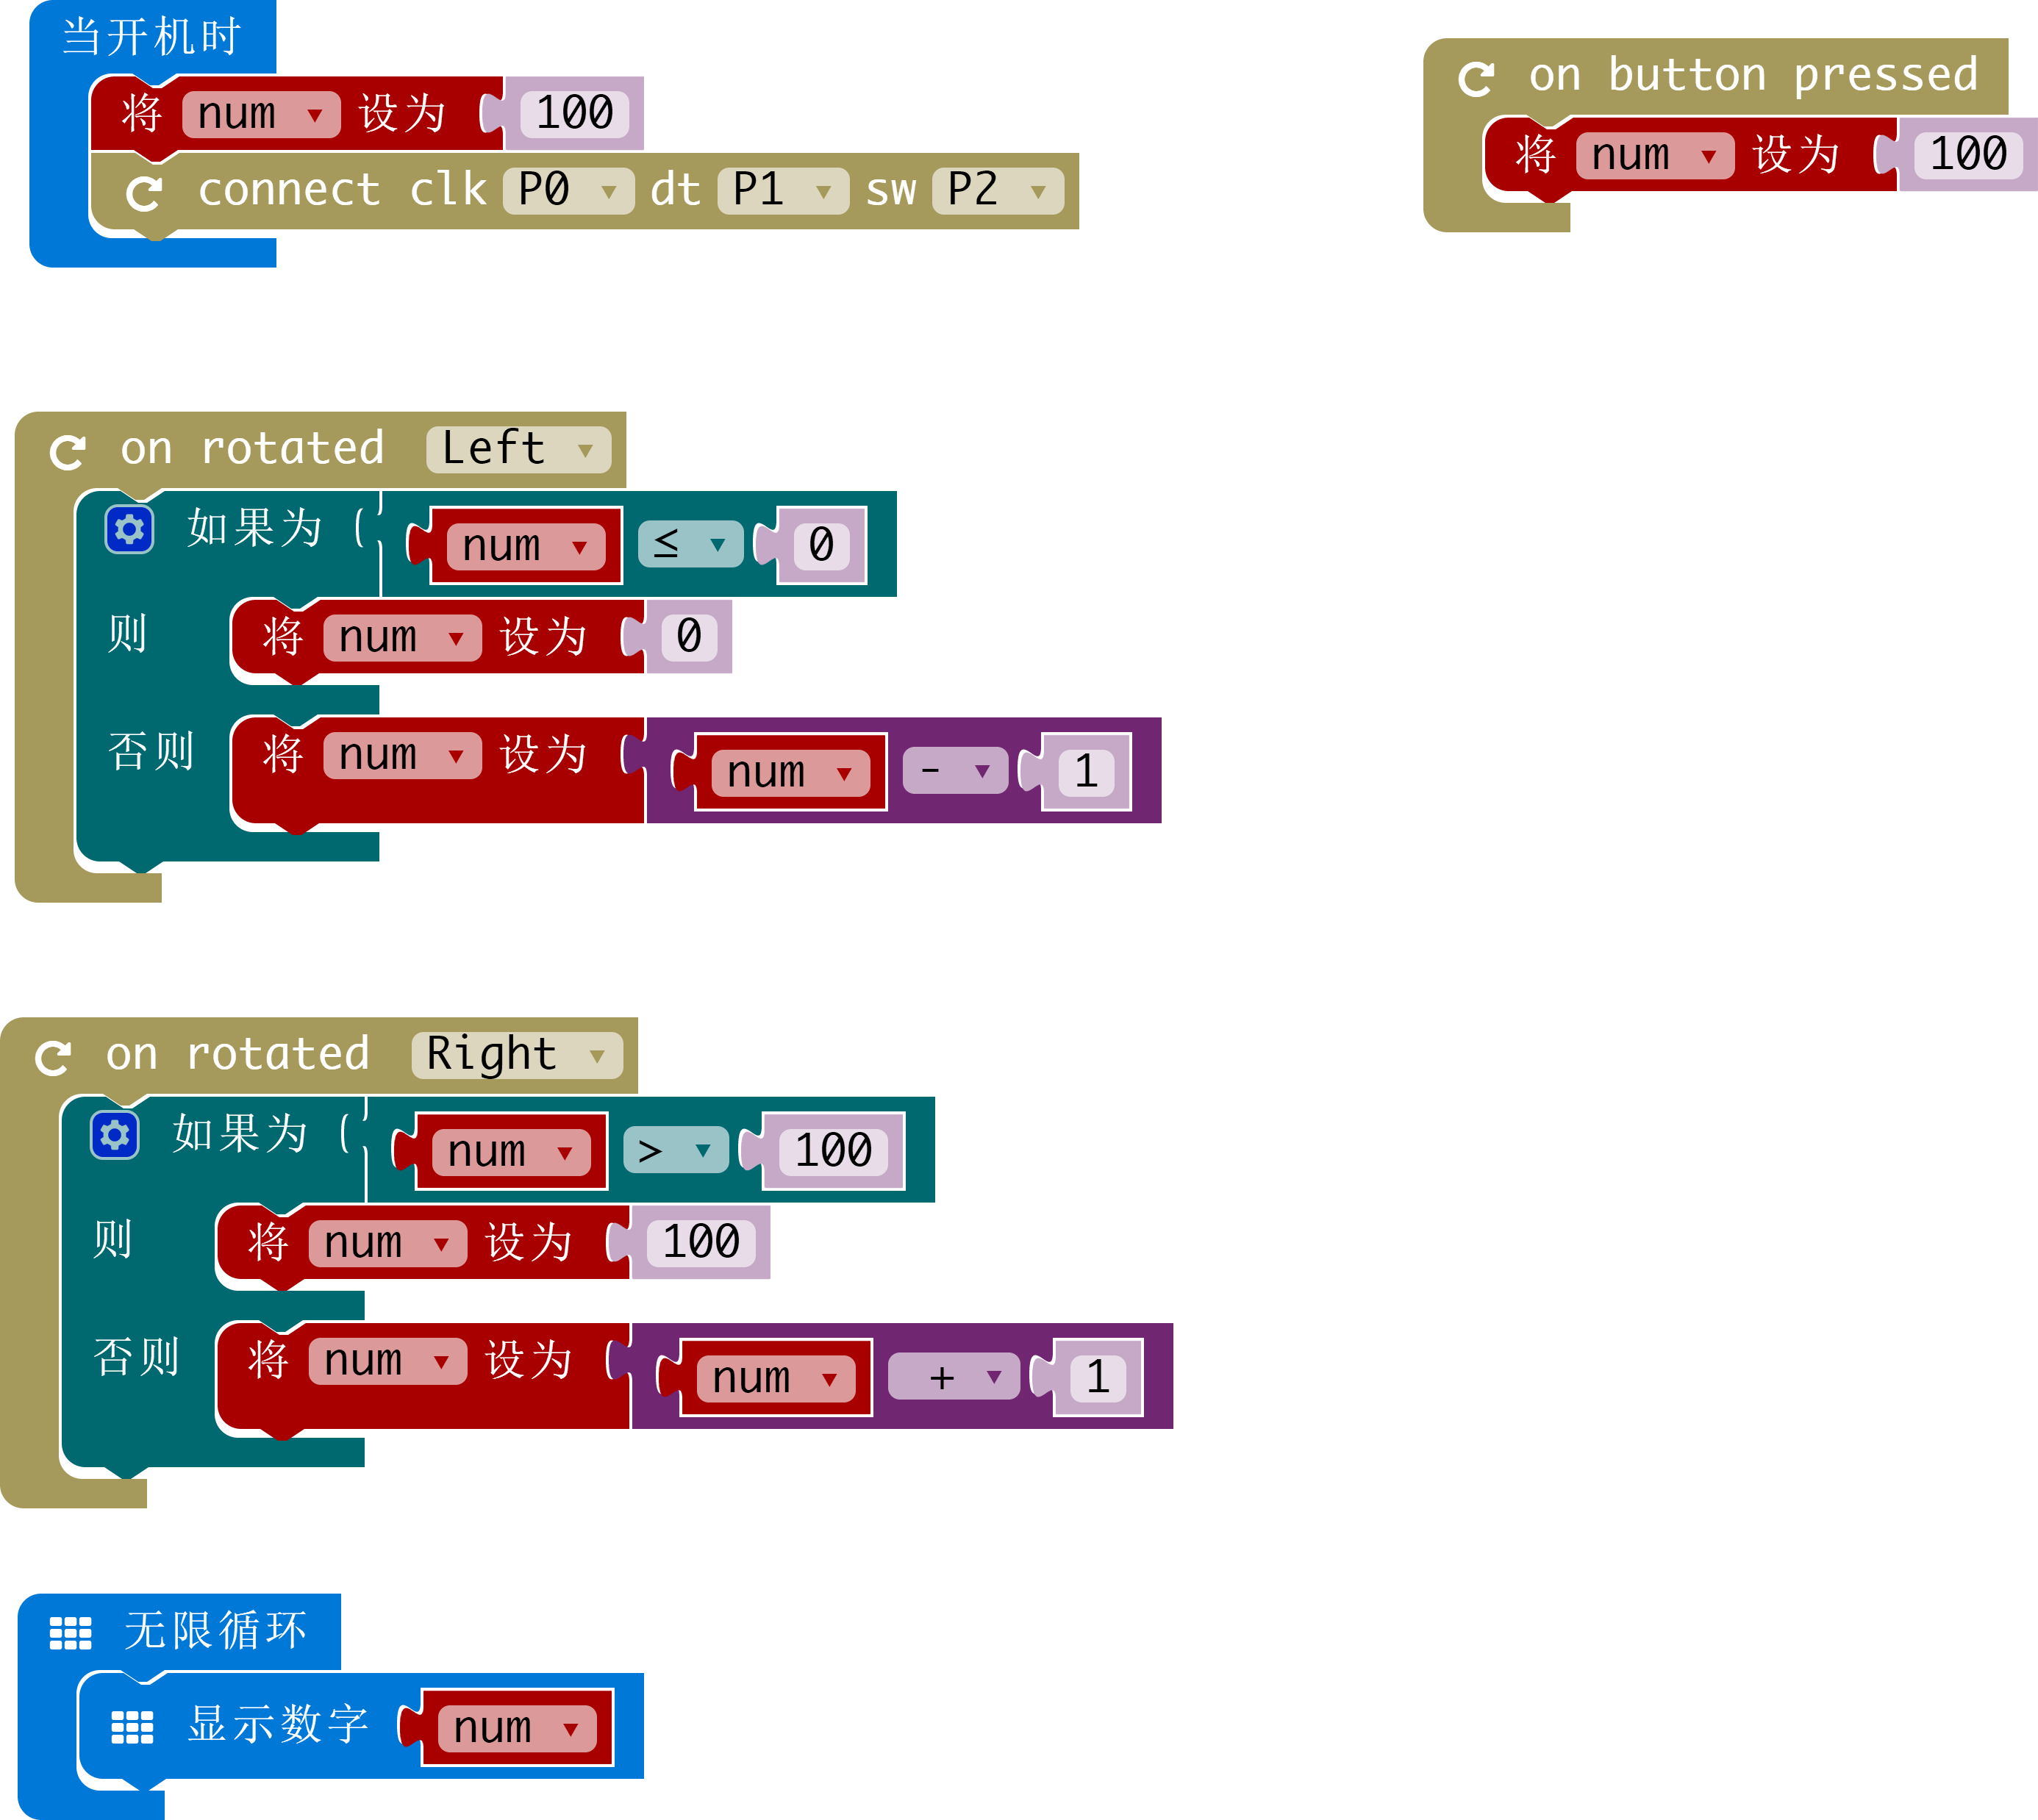 当开机时
将 num 设为 100
connect clk P0 dt P1 sw P2
on button pressed
将 num 设为 100
on rotated Left
如果为 ( num ≤ 0
则 将 num 设为 0
否则 将 num 设为 num - 1
on rotated Right
如果为 ( num > 100
则 将 num 设为 100
否则 将 num 设为 num + 1
无限循环
显示数字 num